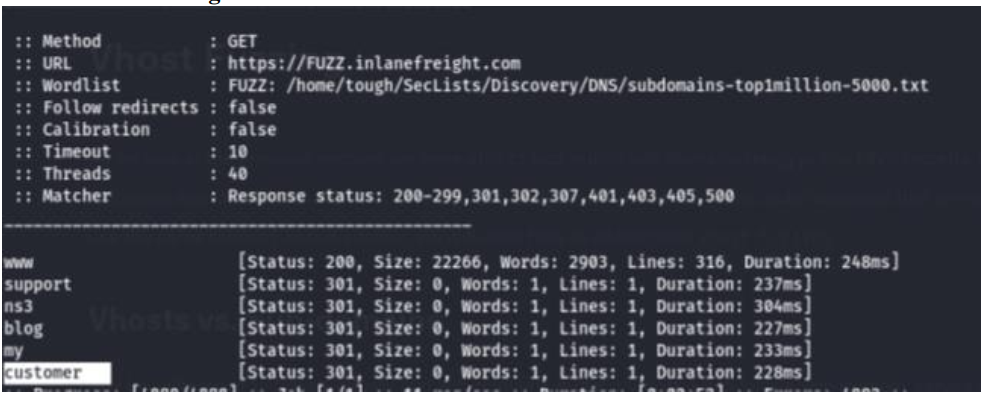 :: Method : GET
:: URL : https://FUZZ.inlanefreight.com
:: Wordlist : FUZZ: /home/tough/SecLists/Discovery/DNS/subdomains-top1million-5000.txt
:: Follow redirects : false
:: Calibration : false
:: Timeout : 10
:: Threads : 40
:: Matcher : Response status: 200-299,301,302,307,401,403,405,500
________________________________________________
www [Status: 200, Size: 22266, Words: 2903, Lines: 316, Duration: 248ms]
support [Status: 301, Size: 0, Words: 1, Lines: 1, Duration: 237ms]
ns3 [Status: 301, Size: 0, Words: 1, Lines: 1, Duration: 304ms]
blog [Status: 301, Size: 0, Words: 1, Lines: 1, Duration: 227ms]
my [Status: 301, Size: 0, Words: 1, Lines: 1, Duration: 233ms]
customer [Status: 301, Size: 0, Words: 1, Lines: 1, Duration: 228ms]